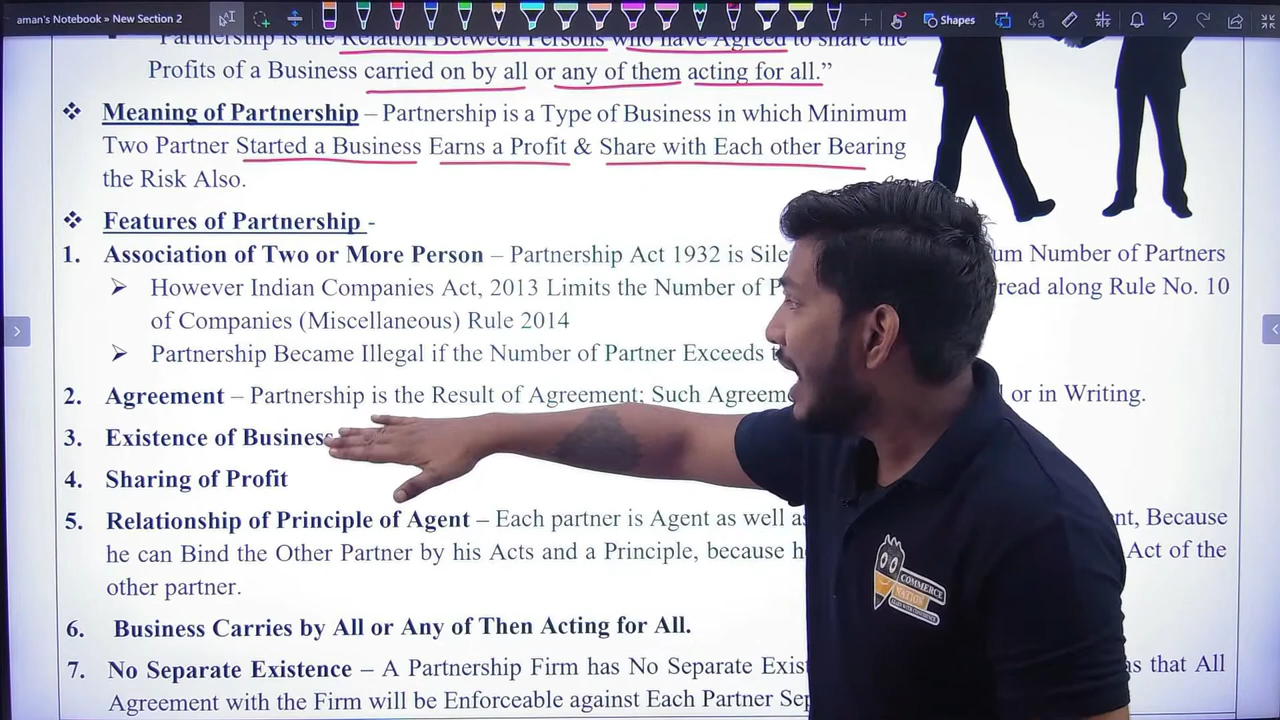 aman's Notebook » New Section 2
Shapes
Partnership is the Relation Between Persons who have Agreed to share the
Profits of a Business carried on by all or any of them acting for all.”
❖ Meaning of Partnership – Partnership is a Type of Business in which Minimum
Two Partner Started a Business Earns a Profit & Share with Each other Bearing
the Risk Also.
❖ Features of Partnership -
1. Association of Two or More Person – Partnership Act 1932 is Number of Partners
➤ However Indian Companies Act, 2013 Limits the Number of read along Rule No. 10
of Companies (Miscellaneous) Rule 2014
➤ Partnership Became Illegal if the Number of Partner Exceeds
2. Agreement – Partnership is the Result of Agreement; Such or in Writing.
3. Existence of Business
4. Sharing of Profit
5. Relationship of Principle of Agent – Each partner is Agent as well Because
he can Bind the Other Partner by his Acts and a Principle, because Act of the
other partner.
6. Business Carries by All or Any of Then Acting for All.
7. No Separate Existence – A Partnership Firm has No Separate that All
Agreement with the Firm will be Enforceable against Each Partner
COMMERCE
NATION